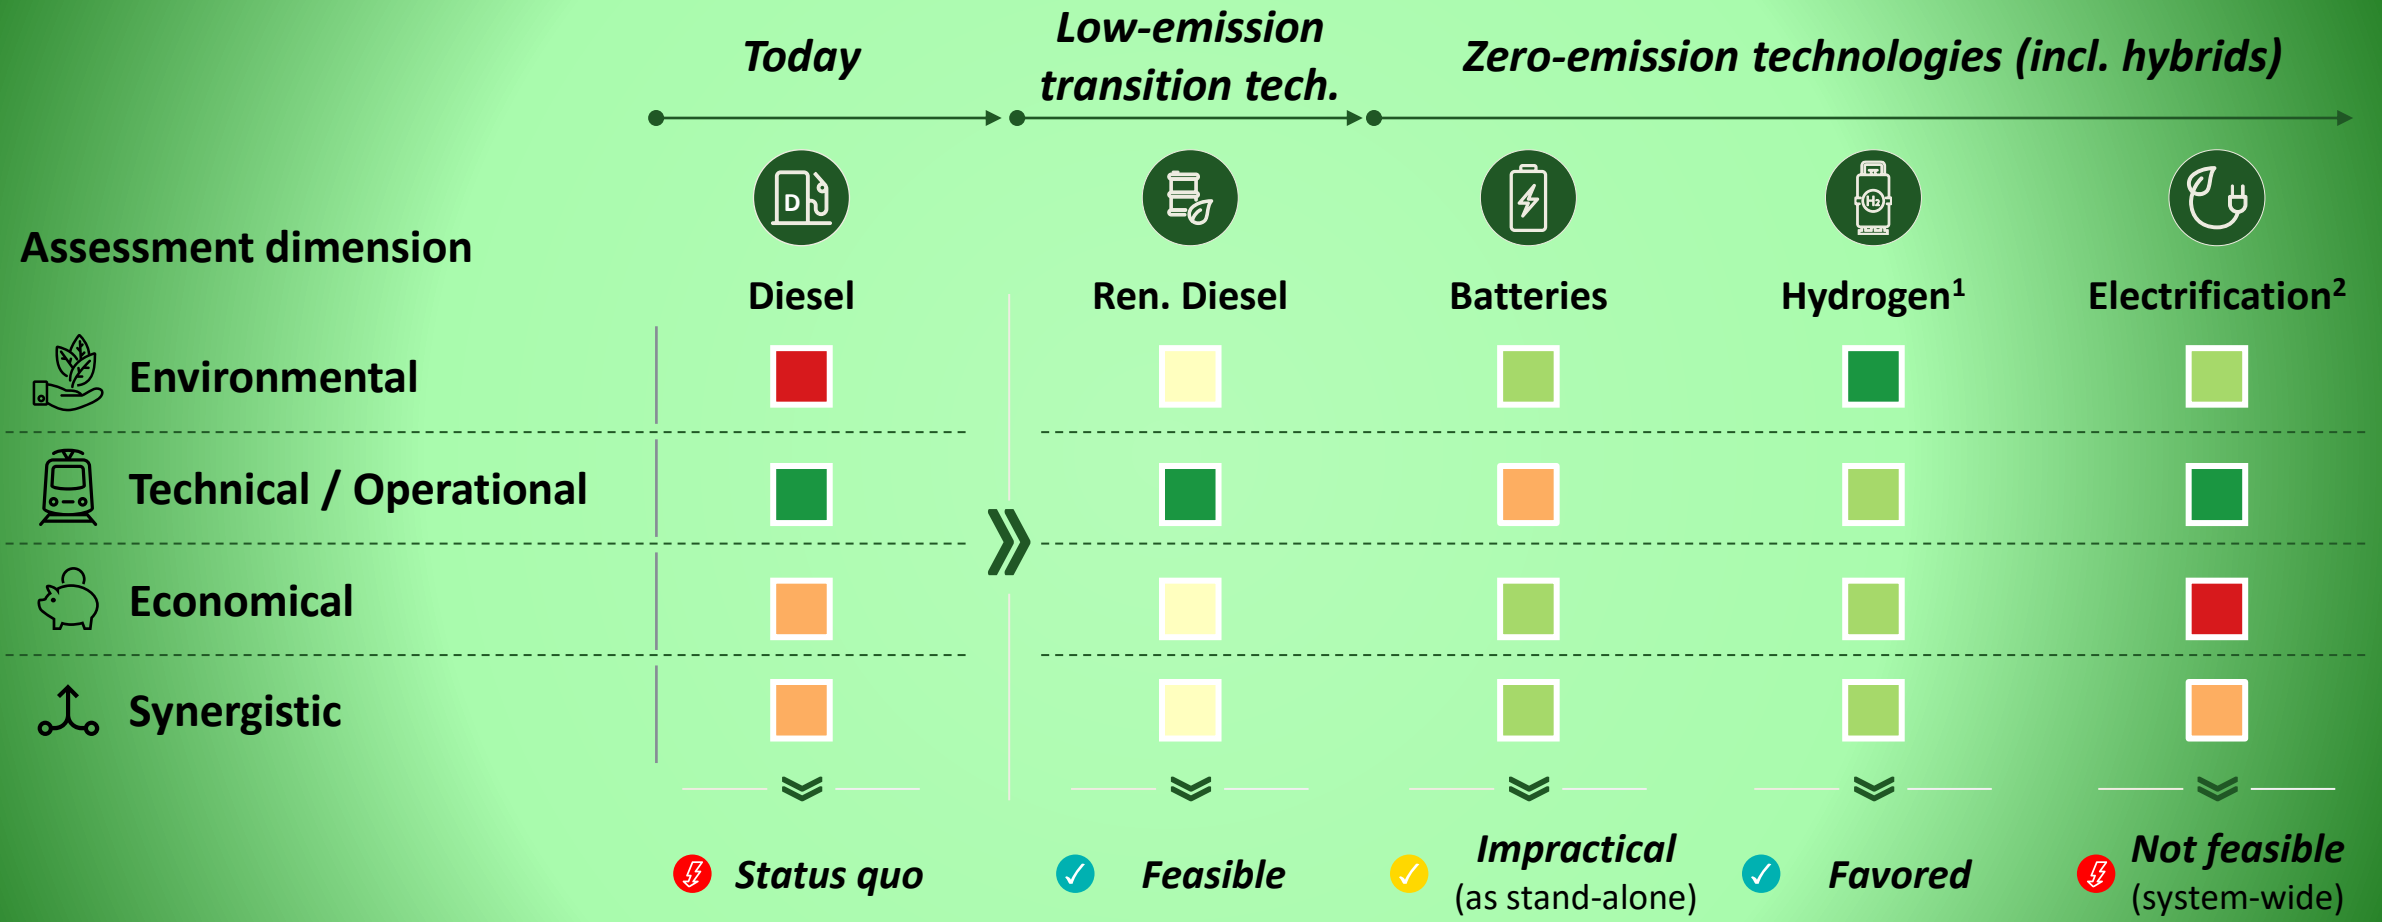 Today
Low-emission
transition tech.
Zero-emission technologies (incl. hybrids)
D
H₂
Assessment dimension
Diesel
Ren. Diesel
Batteries
Hydrogen¹
Electrification²
Environmental
Technical / Operational
Economical
Synergistic
Status quo
Feasible
Impractical
(as stand-alone)
Favored
Not feasible
(system-wide)